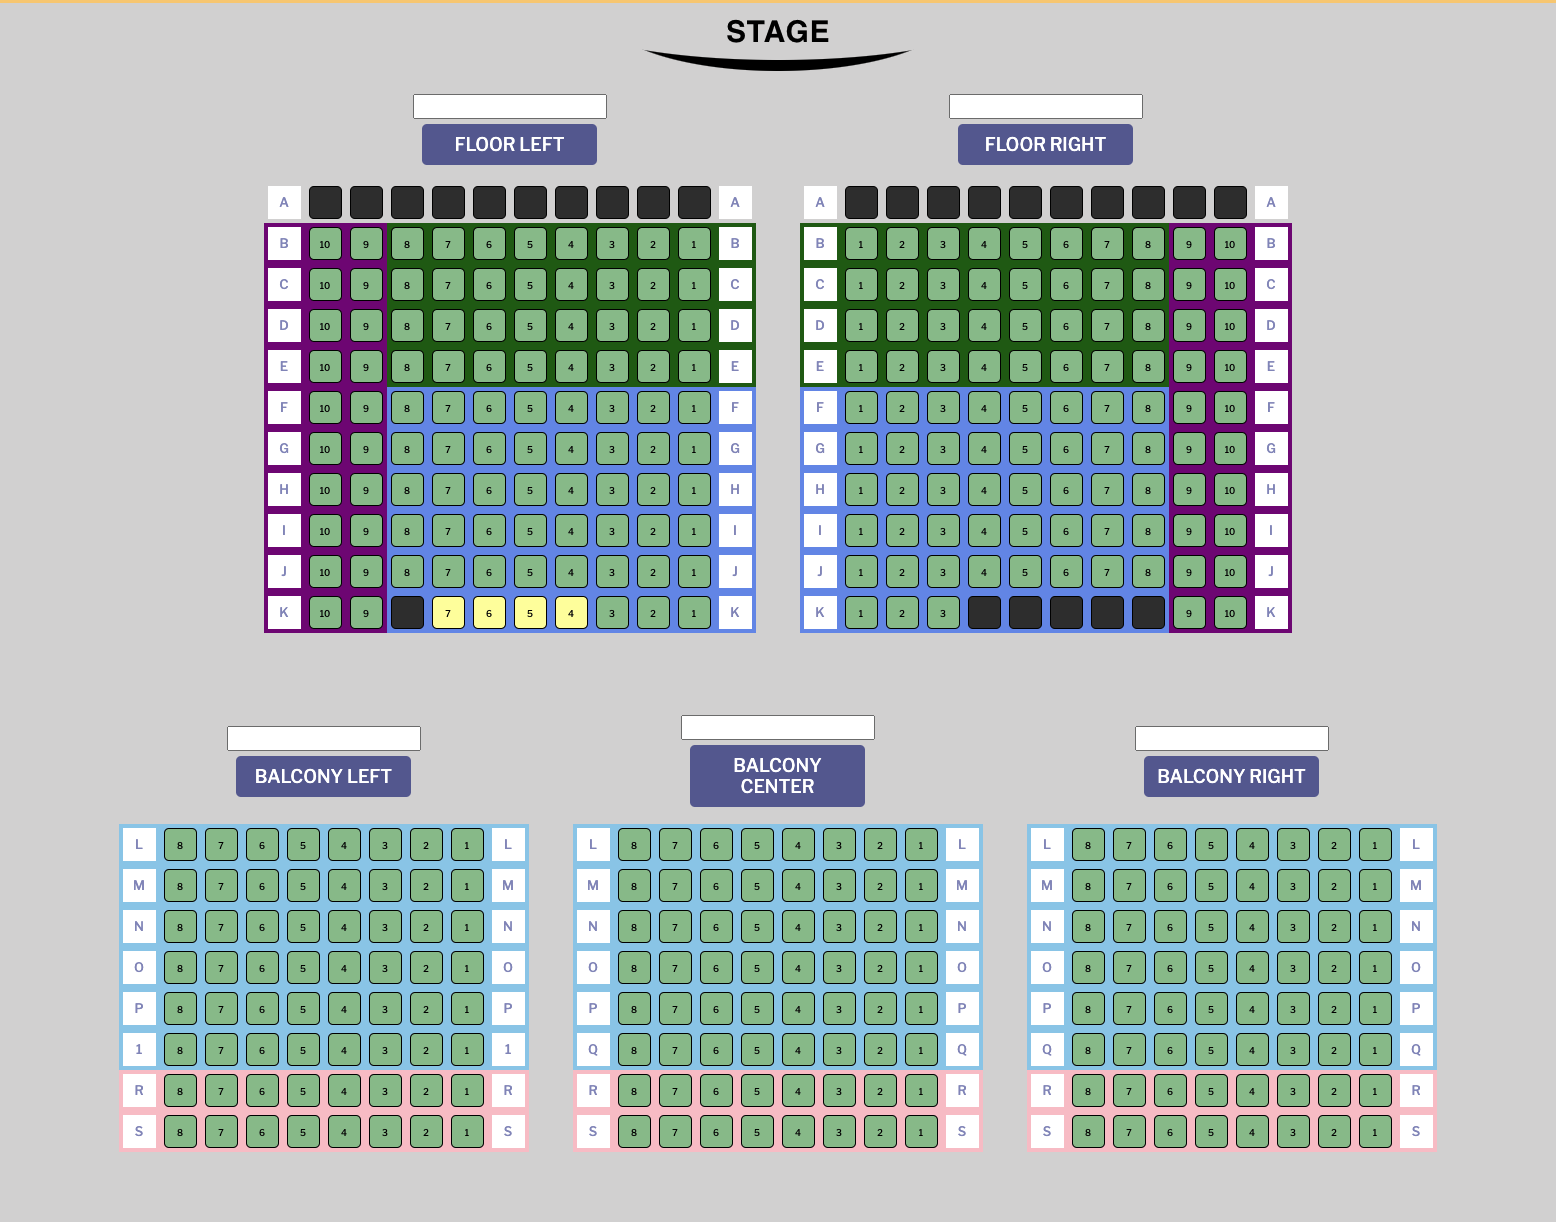 STAGE
FLOOR LEFT
FLOOR RIGHT
A A A A
B 10 9 8 7 6 5 4 3 2 1 B B 1 2 3 4 5 6 7 8 9 10 B
C 10 9 8 7 6 5 4 3 2 1 C C 1 2 3 4 5 6 7 8 9 10 C
D 10 9 8 7 6 5 4 3 2 1 D D 1 2 3 4 5 6 7 8 9 10 D
E 10 9 8 7 6 5 4 3 2 1 E E 1 2 3 4 5 6 7 8 9 10 E
F 10 9 8 7 6 5 4 3 2 1 F F 1 2 3 4 5 6 7 8 9 10 F
G 10 9 8 7 6 5 4 3 2 1 G G 1 2 3 4 5 6 7 8 9 10 G
H 10 9 8 7 6 5 4 3 2 1 H H 1 2 3 4 5 6 7 8 9 10 H
I 10 9 8 7 6 5 4 3 2 1 I I 1 2 3 4 5 6 7 8 9 10 I
J 10 9 8 7 6 5 4 3 2 1 J J 1 2 3 4 5 6 7 8 9 10 J
K 10 9 7 6 5 4 3 2 1 K K 1 2 3 9 10 K
BALCONY LEFT
BALCONY
CENTER
BALCONY RIGHT
L 8 7 6 5 4 3 2 1 L L 8 7 6 5 4 3 2 1 L L 8 7 6 5 4 3 2 1 L
M 8 7 6 5 4 3 2 1 M M 8 7 6 5 4 3 2 1 M M 8 7 6 5 4 3 2 1 M
N 8 7 6 5 4 3 2 1 N N 8 7 6 5 4 3 2 1 N N 8 7 6 5 4 3 2 1 N
O 8 7 6 5 4 3 2 1 O O 8 7 6 5 4 3 2 1 O O 8 7 6 5 4 3 2 1 O
P 8 7 6 5 4 3 2 1 P P 8 7 6 5 4 3 2 1 P P 8 7 6 5 4 3 2 1 P
1 8 7 6 5 4 3 2 1 1 Q 8 7 6 5 4 3 2 1 Q Q 8 7 6 5 4 3 2 1 Q
R 8 7 6 5 4 3 2 1 R R 8 7 6 5 4 3 2 1 R R 8 7 6 5 4 3 2 1 R
S 8 7 6 5 4 3 2 1 S S 8 7 6 5 4 3 2 1 S S 8 7 6 5 4 3 2 1 S